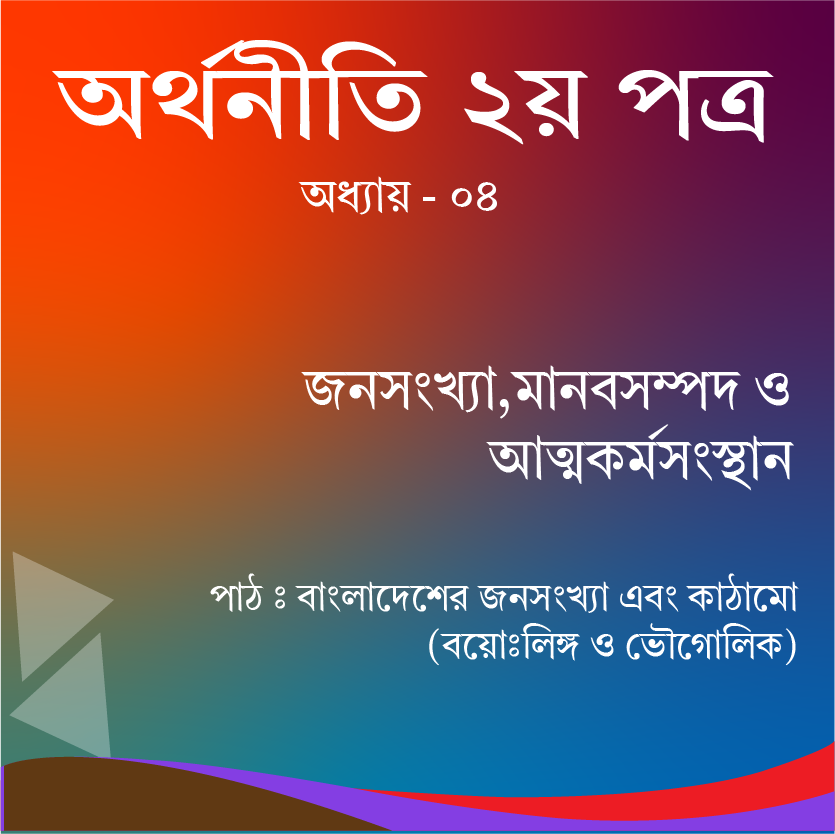 অর্থনীতি ২য় পত্র
অধ্যায় - ০৪
জনসংখ্যা,মানবসম্পদ ও
আত্মকর্মসংস্থান
পাঠ ঃ বাংলাদেশের জনসংখ্যা এবং কাঠামো
(বয়োঃলিঙ্গ ও ভৌগোলিক)